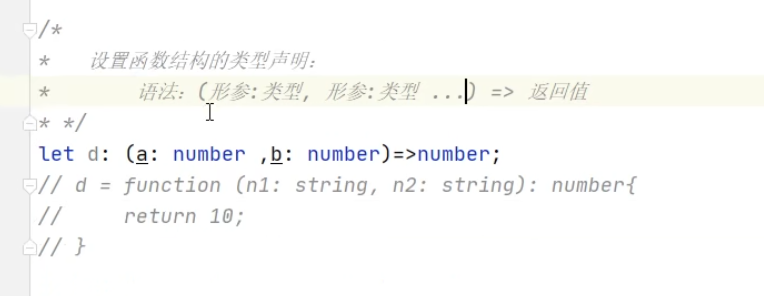 /*
*   设置函数结构的类型声明:
*       语法: (形参:类型, 形参:类型 ...) => 返回值
* */
let d: (a: number ,b: number)=>number;
// d = function (n1: string, n2: string): number{
//     return 10;
// }